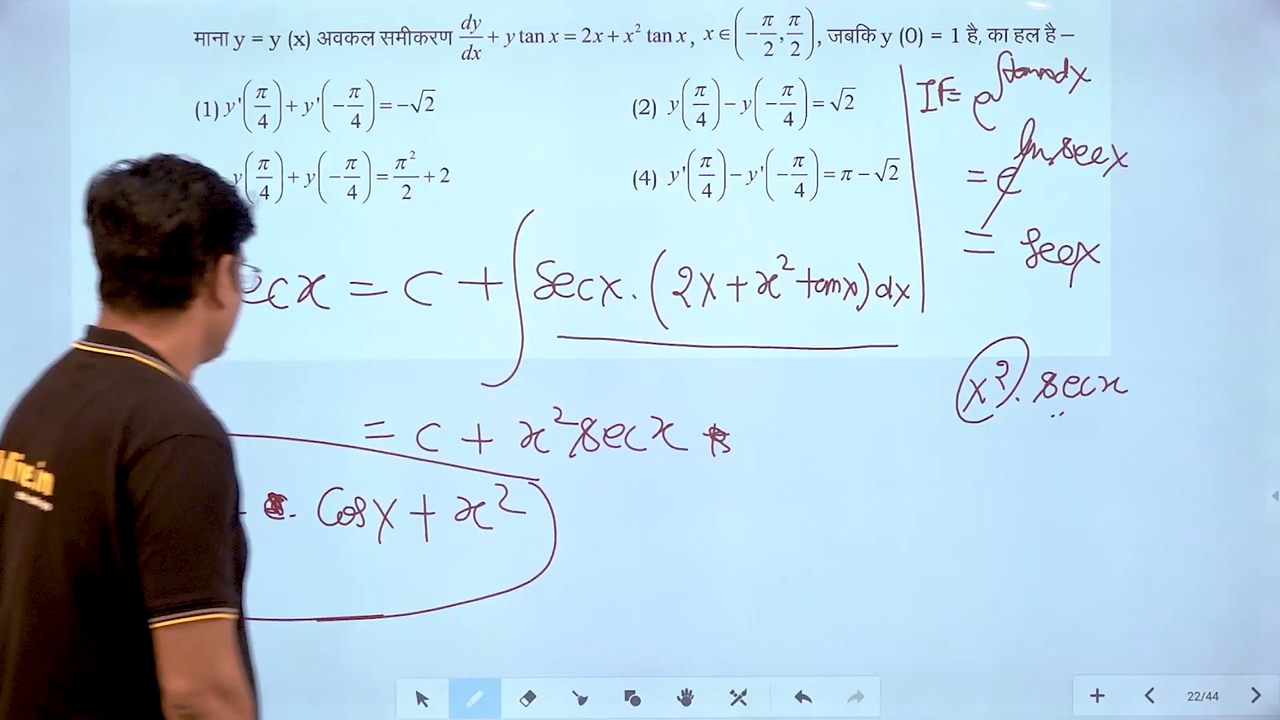 माना y = y (x) अवकल समीकरण dy/dx + y tan x = 2x + x² tan x, x ∈ (-π/2, π/2), जबकि y (0) = 1 है, का हल है –
(1) y'(π/4) + y'(-π/4) = -√2
(2) y(π/4) - y(-π/4) = √2
y(π/4) + y(-π/4) = π²/2 + 2
(4) y'(π/4) - y'(-π/4) = π - √2
IF = e^∫tanxdx
= e^ln secx
= secx
ecx = c + ∫ secx. (2x + x² tanx) dx
x². secx
= c + x² secx
. cosx + x²
22/44